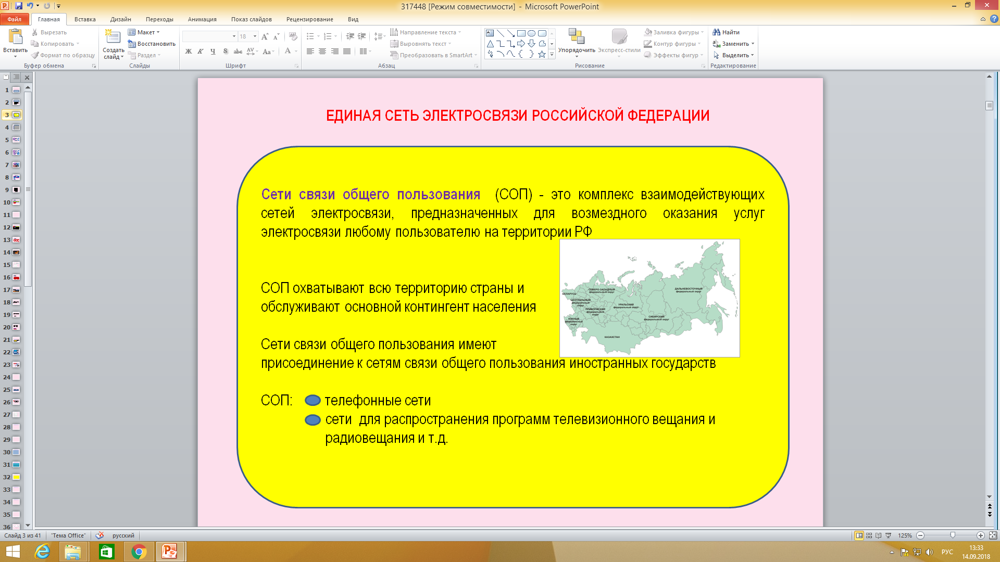 317448 [Режим совместимости] - Microsoft PowerPoint
Файл Главная Вставка Дизайн Переходы Анимация Показ слайдов Рецензирование Вид
Вставить
Вырезать
Копировать
Формат по образцу
Буфер обмена
Создать слайд
Макет
Восстановить
Раздел
Слайды
18
Ж К Ч S abc AV Aa A
Шрифт
Направление текста
Выровнять текст
Преобразовать в SmartArt
Абзац
Упорядочить
Экспресс-стили
Заливка фигуры
Контур фигуры
Эффекты фигур
Рисование
Найти
Заменить
Выделить
Редактирование
1
2
3
4
5
6
7
8
9
10
11
12
13
14
15
16
17
18
19
20
21
22
23
24
25
26
27
28
29
30
31
32
33
34
35
36
ЕДИНАЯ СЕТЬ ЭЛЕКТРОСВЯЗИ РОССИЙСКОЙ ФЕДЕРАЦИИ
Сети связи общего пользования (СОП) - это комплекс взаимодействующих
сетей электросвязи, предназначенных для возмездного оказания услуг
электросвязи любому пользователю на территории РФ
СОП охватывают всю территорию страны и
обслуживают основной контингент населения
Сети связи общего пользования имеют
присоединение к сетям связи общего пользования иностранных государств
СОП: телефонные сети
сети для распространения программ телевизионного вещания и
радиовещания и т.д.
БЕЛАРУСЬ
СЕВЕРО-ЗАПАДНЫЙ
федеральный округ
ЦЕНТРАЛЬНЫЙ
федеральный
округ
ПРИВОЛЖСКИЙ
федеральный
округ
ЮЖНЫЙ
федеральный
округ
УРАЛЬСКИЙ
федеральный округ
СИБИРСКИЙ
федеральный округ
ДАЛЬНЕВОСТОЧНЫЙ
федеральный округ
КАЗАХСТАН
Слайд 3 из 41 "Тема Office" русский 125%
РУС
13:33
14.09.2018